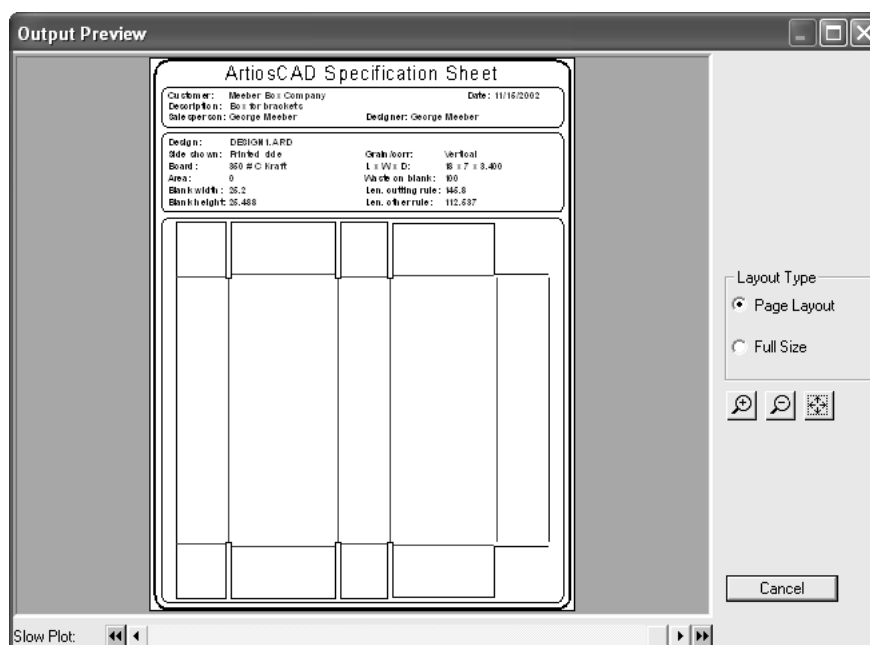 Output Preview
ArtiosCAD Specification Sheet
Customer: Meeber Box Company Date: 11/15/2002
Description: Box for brackets
Salesperson: George Meeber Designer: George Meeber
Design: DESIGN1.ARD
Side shown: Printed side Grain/corr: Vertical
Board: 350 # C Kraft L x W x D: 18 x 7 x 8.400
Area: 0 Waste on blank: 100
Blank width: 25.2 Len. cutting rule: 145.8
Blank height: 25.488 Len. other rule: 112.537
Layout Type
Page Layout
Full Size
Cancel
Slow Plot: